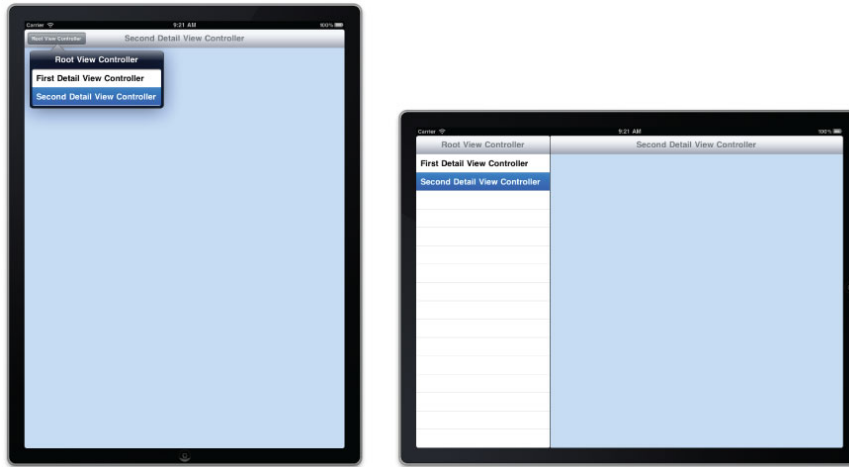 Carrier 9:21 AM 100%
Root View Controller Second Detail View Controller
Root View Controller
First Detail View Controller
Second Detail View Controller
Carrier 9:21 AM 100%
Root View Controller Second Detail View Controller
First Detail View Controller
Second Detail View Controller